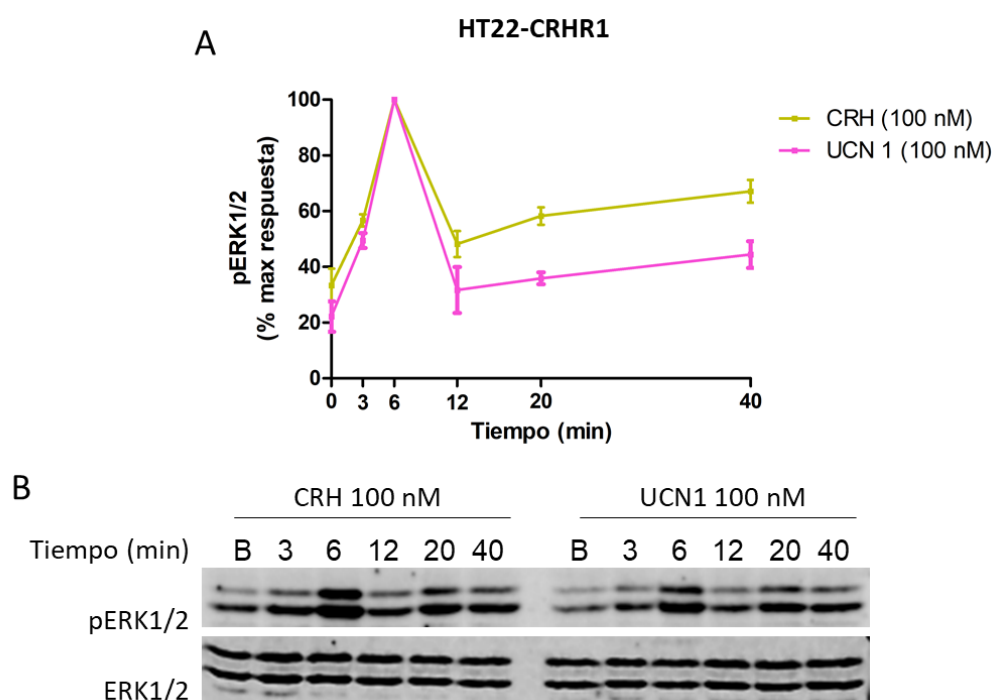 HT22-CRHR1
A
pERK1/2
(% max respuesta)
100
80
60
40
20
0
0 3 6 12 20 40
Tiempo (min)
CRH (100 nM)
UCN 1 (100 nM)
B
CRH 100 nM UCN1 100 nM
Tiempo (min) B 3 6 12 20 40 B 3 6 12 20 40
pERK1/2
ERK1/2